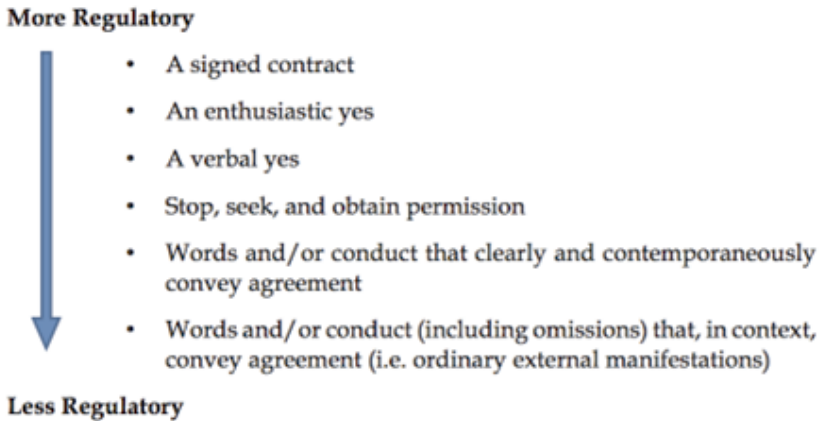 More Regulatory
• A signed contract
• An enthusiastic yes
• A verbal yes
• Stop, seek, and obtain permission
• Words and/or conduct that clearly and contemporaneously
convey agreement
• Words and/or conduct (including omissions) that, in context,
convey agreement (i.e. ordinary external manifestations)
Less Regulatory